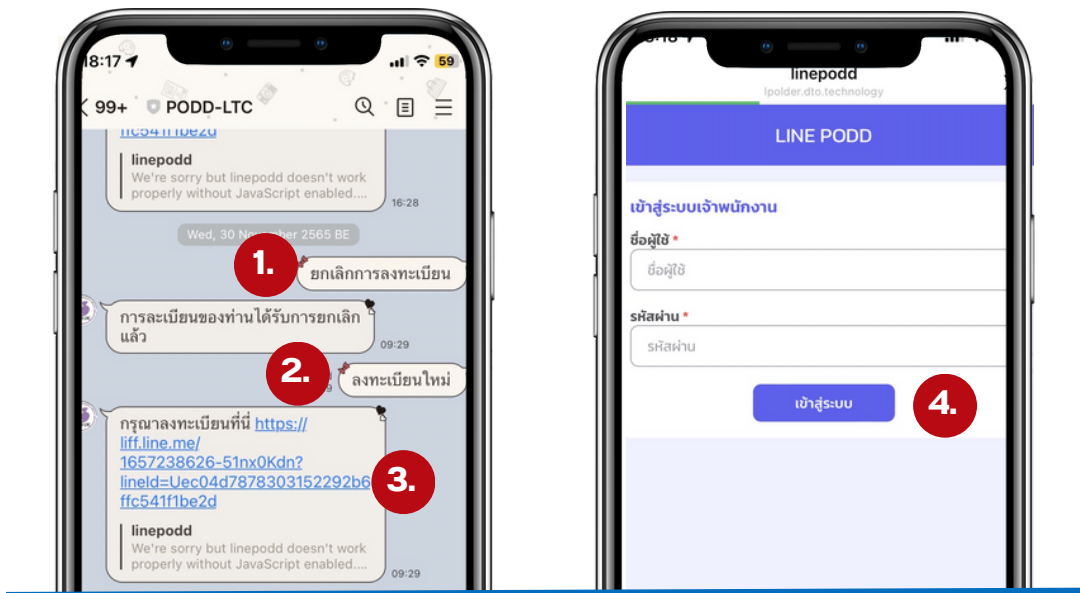 18:17
59
99+
PODD-LTC
ffc541f1be2d
linepodd
We're sorry but linepodd doesn't work
properly without JavaScript enabled....
16:28
Wed, 30 November 2565 BE
1.
ยกเลิกการลงทะเบียน
การละเบียนของท่านได้รับการยกเลิก
แล้ว
09:29
2.
ลงทะเบียนใหม่
กรุณาลงทะเบียนที่นี่ https://
liff.line.me/
1657238626-51nx0Kdn?
lineId=Uec04d7878303152292b6
ffc541f1be2d
3.
linepodd
We're sorry but linepodd doesn't work
properly without JavaScript enabled....
09:29
linepodd
lpolder.dto.technology
LINE PODD
เข้าสู่ระบบเจ้าพนักงาน
ชื่อผู้ใช้ *
ชื่อผู้ใช้
รหัสผ่าน *
รหัสผ่าน
เข้าสู่ระบบ
4.